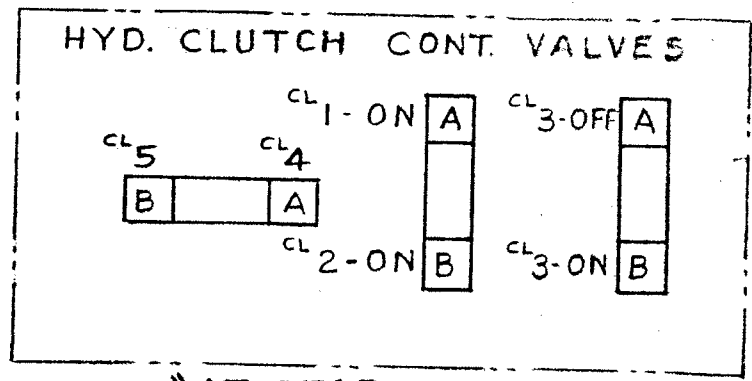 HYD. CLUTCH CONT. VALVES
CL1-ON A
CL3-OFF A
CL5 CL4
B A
CL2-ON B
CL3-ON B